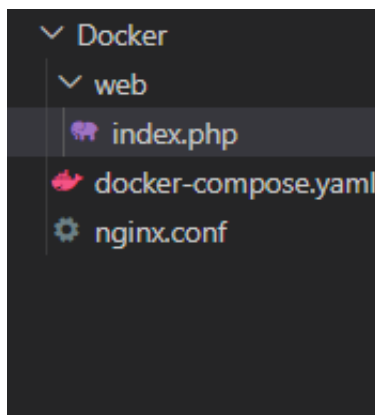 Docker
web
index.php
docker-compose.yaml
nginx.conf